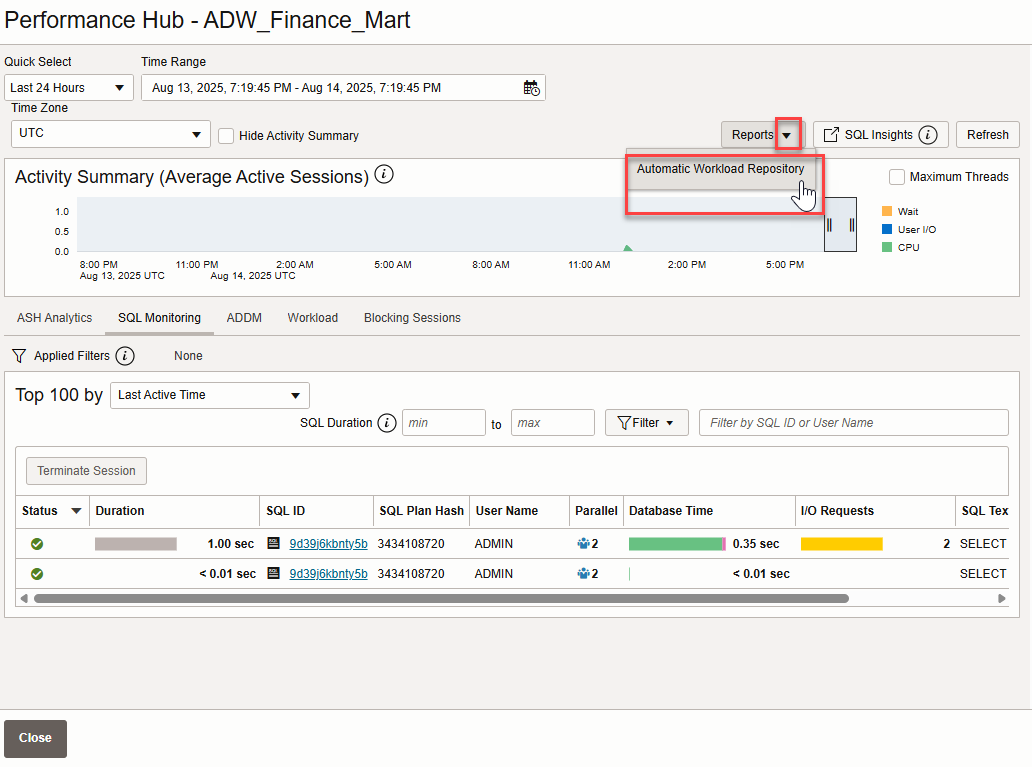 Performance Hub - ADW_Finance_Mart
Quick Select
Time Range
Last 24 Hours
Aug 13, 2025, 7:19:45 PM - Aug 14, 2025, 7:19:45 PM
Time Zone
UTC
Hide Activity Summary
Reports
SQL Insights
Refresh
Automatic Workload Repository
Activity Summary (Average Active Sessions)
Maximum Threads
1.0
0.5
0.0
8:00 PM 11:00 PM 2:00 AM 5:00 AM 8:00 AM 11:00 AM 2:00 PM 5:00 PM
Aug 13, 2025 UTC Aug 14, 2025 UTC
Wait
User I/O
CPU
ASH Analytics SQL Monitoring ADDM Workload Blocking Sessions
Applied Filters None
Top 100 by Last Active Time
SQL Duration min to max Filter Filter by SQL ID or User Name
Terminate Session
Status Duration SQL ID SQL Plan Hash User Name Parallel Database Time I/O Requests SQL Tex
1.00 sec 9d39j6kbnty5b 3434108720 ADMIN 2 0.35 sec 2 SELECT
< 0.01 sec 9d39j6kbnty5b 3434108720 ADMIN 2 < 0.01 sec SELECT
Close